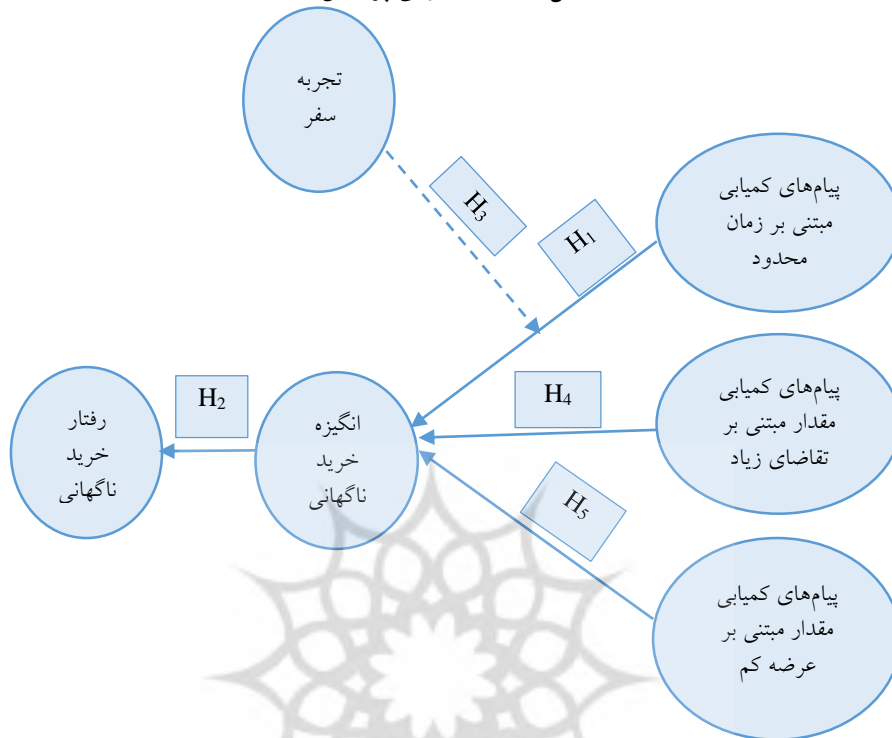 تجربه
سفر
H3
H1
پیام‌های کمیابی
مبتنی بر زمان
محدود
پیام‌های کمیابی
مقدار مبتنی بر
تقاضای زیاد
H4
H2
انگیزه
خرید
ناگهانی
رفتار
خرید
ناگهانی
H5
پیام‌های کمیابی
مقدار مبتنی بر
عرضه کم